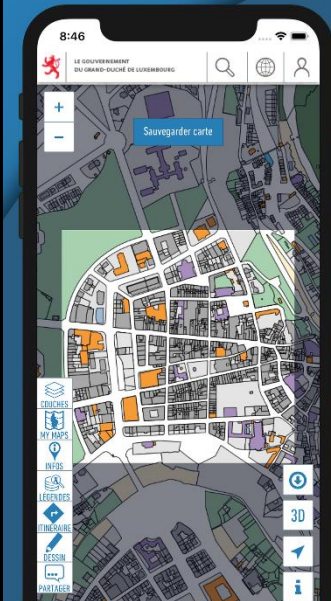 8:46
LE GOUVERNEMENT
DU GRAND-DUCHÉ DE LUXEMBOURG
+
Sauvegarder carte
−
COUCHES
MY MAPS
INFOS
LÉGENDES
ITINÉRAIRE
3D
DESSIN
PARTAGER
i